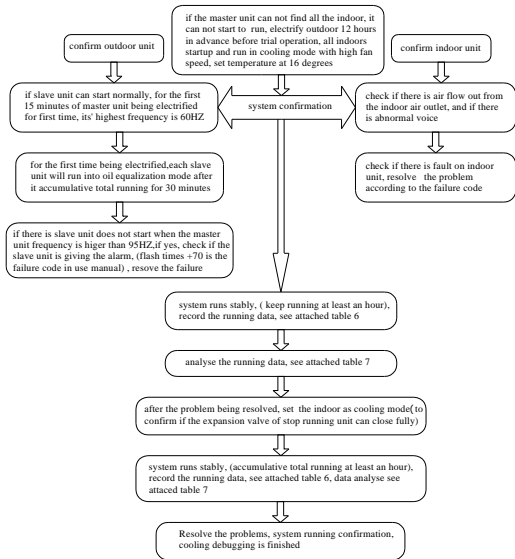 if the master unit can not find all the indoor, it
can not start to run, electrify outdoor 12 hours
in advance before trial operation, all indoors
startup and run in cooling mode with high fan
speed, set temperature at 16 degrees
confirm outdoor unit
confirm indoor unit
if slave unit can start normally, for the first
15 minutes of master unit being electrified
for first time, its' highest frequency is 60HZ
system confirmation
check if there is air flow out from
the indoor air outlet, and if there
is abnormal voice
for the first time being electrified,each slave
unit will run into oil equalization mode after
it accumulative total running for 30 minutes
check if there is fault on indoor
unit, resolve the problem
according to the failure code
if there is slave unit does not start when the master
unit frequency is higer than 95HZ,if yes, check if the
slave unit is giving the alarm, (flash times +70 is the
failure code in use manual) , resove the failure
system runs stably, ( keep running at least an hour),
record the running data, see attached table 6
analyse the running data, see attached table 7
after the problem being resolved, set the indoor as cooling mode(to
confirm if the expansion valve of stop running unit can close fully)
system runs stably, (accumulative total running at least an hour),
record the running data, see attached table 6, data analyse see
attaced table 7
Resolve the problems, system running confirmation,
cooling debugging is finished